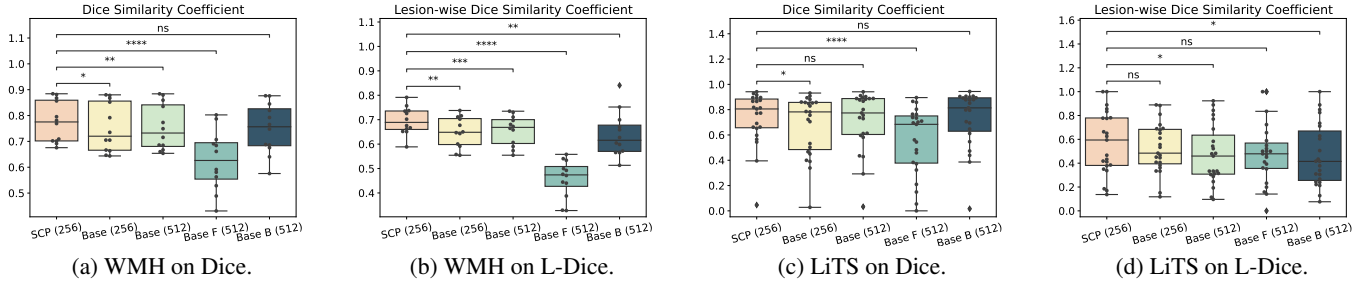 Dice Similarity Coefficient
ns
****
**
*
1.1
1.0
0.9
0.8
0.7
0.6
0.5
SCP (256) Base (256) Base (512) Base F (512) Base B (512)
(a) WMH on Dice.
Lesion-wise Dice Similarity Coefficient
**
****
***
**
1.1
1.0
0.9
0.8
0.7
0.6
0.5
0.4
SCP (256) Base (256) Base (512) Base F (512) Base B (512)
(b) WMH on L-Dice.
Dice Similarity Coefficient
ns
****
ns
*
1.4
1.2
1.0
0.8
0.6
0.4
0.2
0.0
SCP (256) Base (256) Base (512) Base F (512) Base B (512)
(c) LiTS on Dice.
Lesion-wise Dice Similarity Coefficient
*
ns
*
ns
1.6
1.4
1.2
1.0
0.8
0.6
0.4
0.2
0.0
SCP (256) Base (256) Base (512) Base F (512) Base B (512)
(d) LiTS on L-Dice.